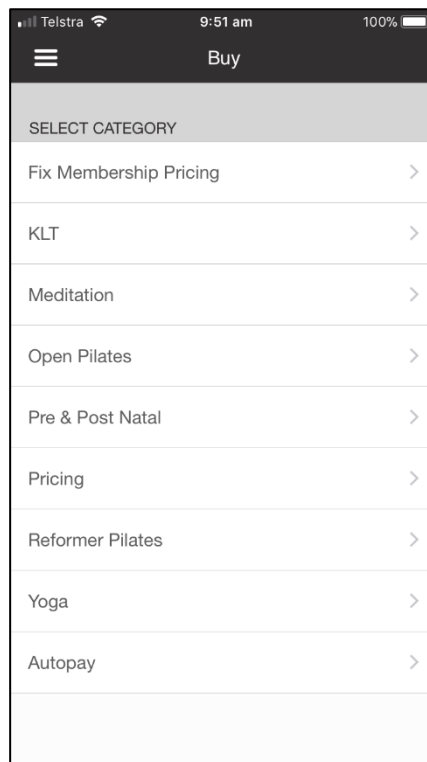 Telstra 9:51 am 100%
Buy
SELECT CATEGORY
Fix Membership Pricing
KLT
Meditation
Open Pilates
Pre & Post Natal
Pricing
Reformer Pilates
Yoga
Autopay